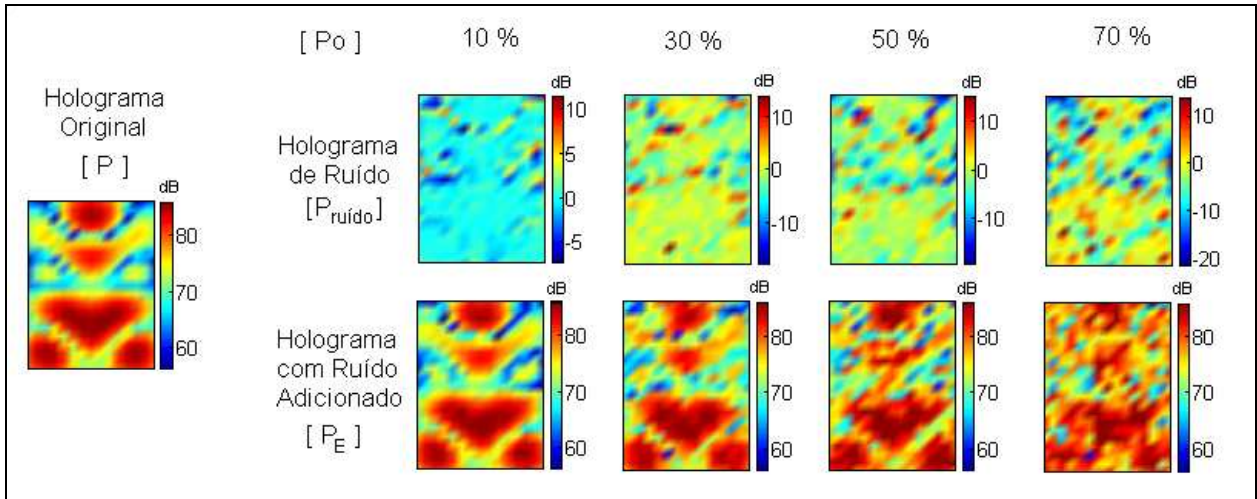 [ Po ] 10 % 30 % 50 % 70 %
Holograma
Original
[ P ]
dB
80
70
60
Holograma
de Ruído
[Pruído]
dB
10
5
0
-5
dB
10
0
-10
dB
10
0
-10
dB
10
0
-10
-20
Holograma
com Ruído
Adicionado
[ PE ]
dB
80
70
60
dB
80
70
60
dB
80
70
60
dB
80
70
60